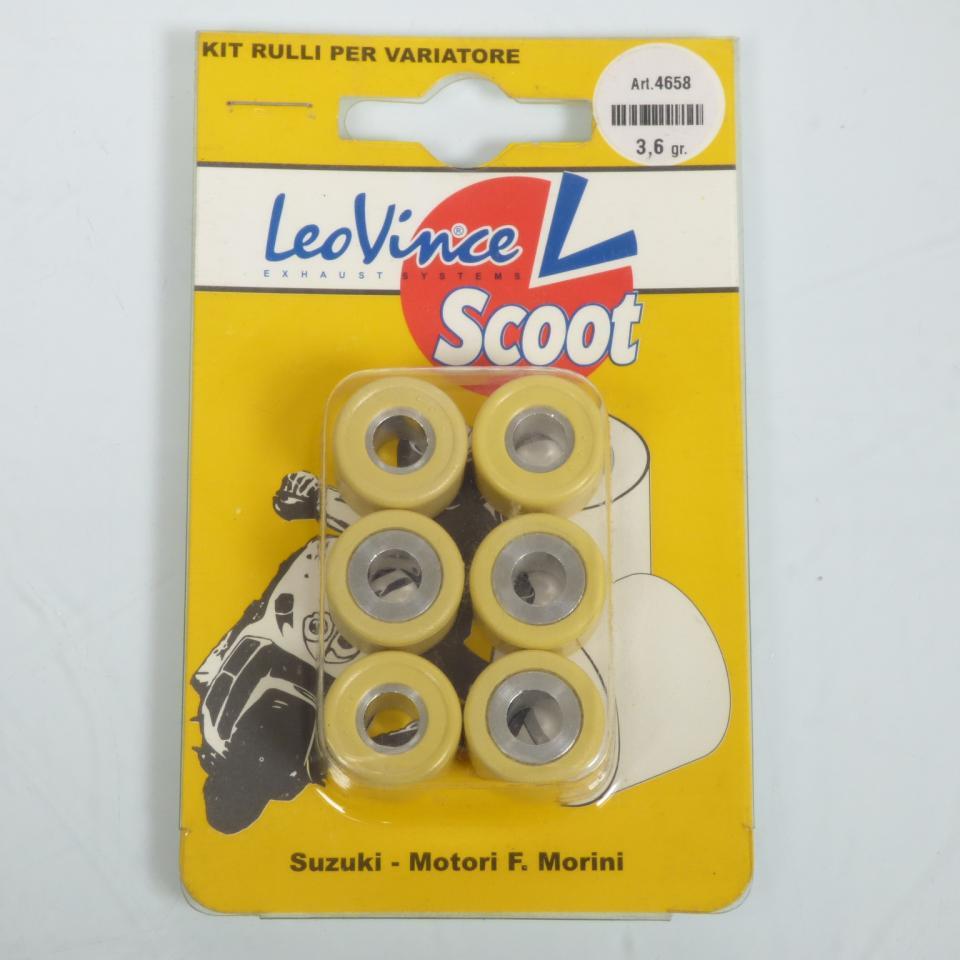 KIT RULLI PER VARIATORE
Art.4658
3,6 gr.
LeoVince®
EXHAUST SYSTEMS
Scoot
Suzuki - Motori F. Morini